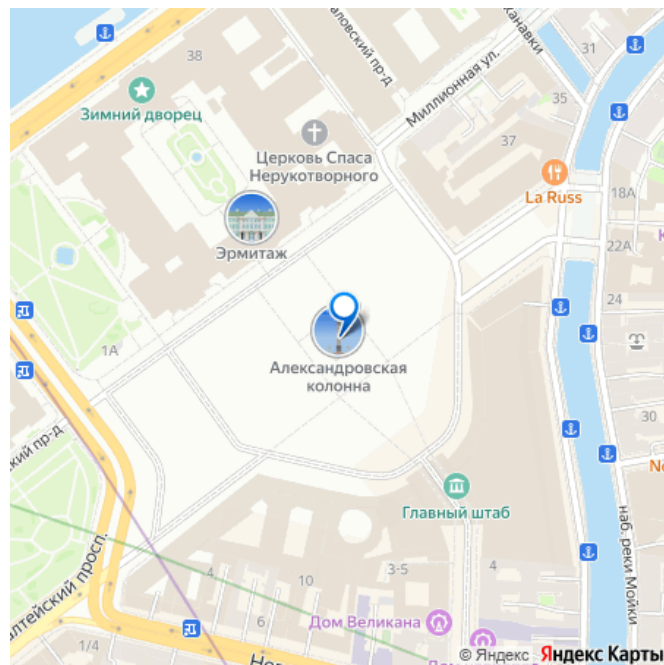 38
Зимний дворец
Миллионная ул.
31
35
37
Церковь Спаса
Нерукотворного
La Russ
18А
22А
Эрмитаж
24
1А
Александровская
колонна
30
Главный штаб
наб. реки Мойки
4
10
3-5
4
6
Дом Великана
1/4
© Яндекс Яндекс Карты